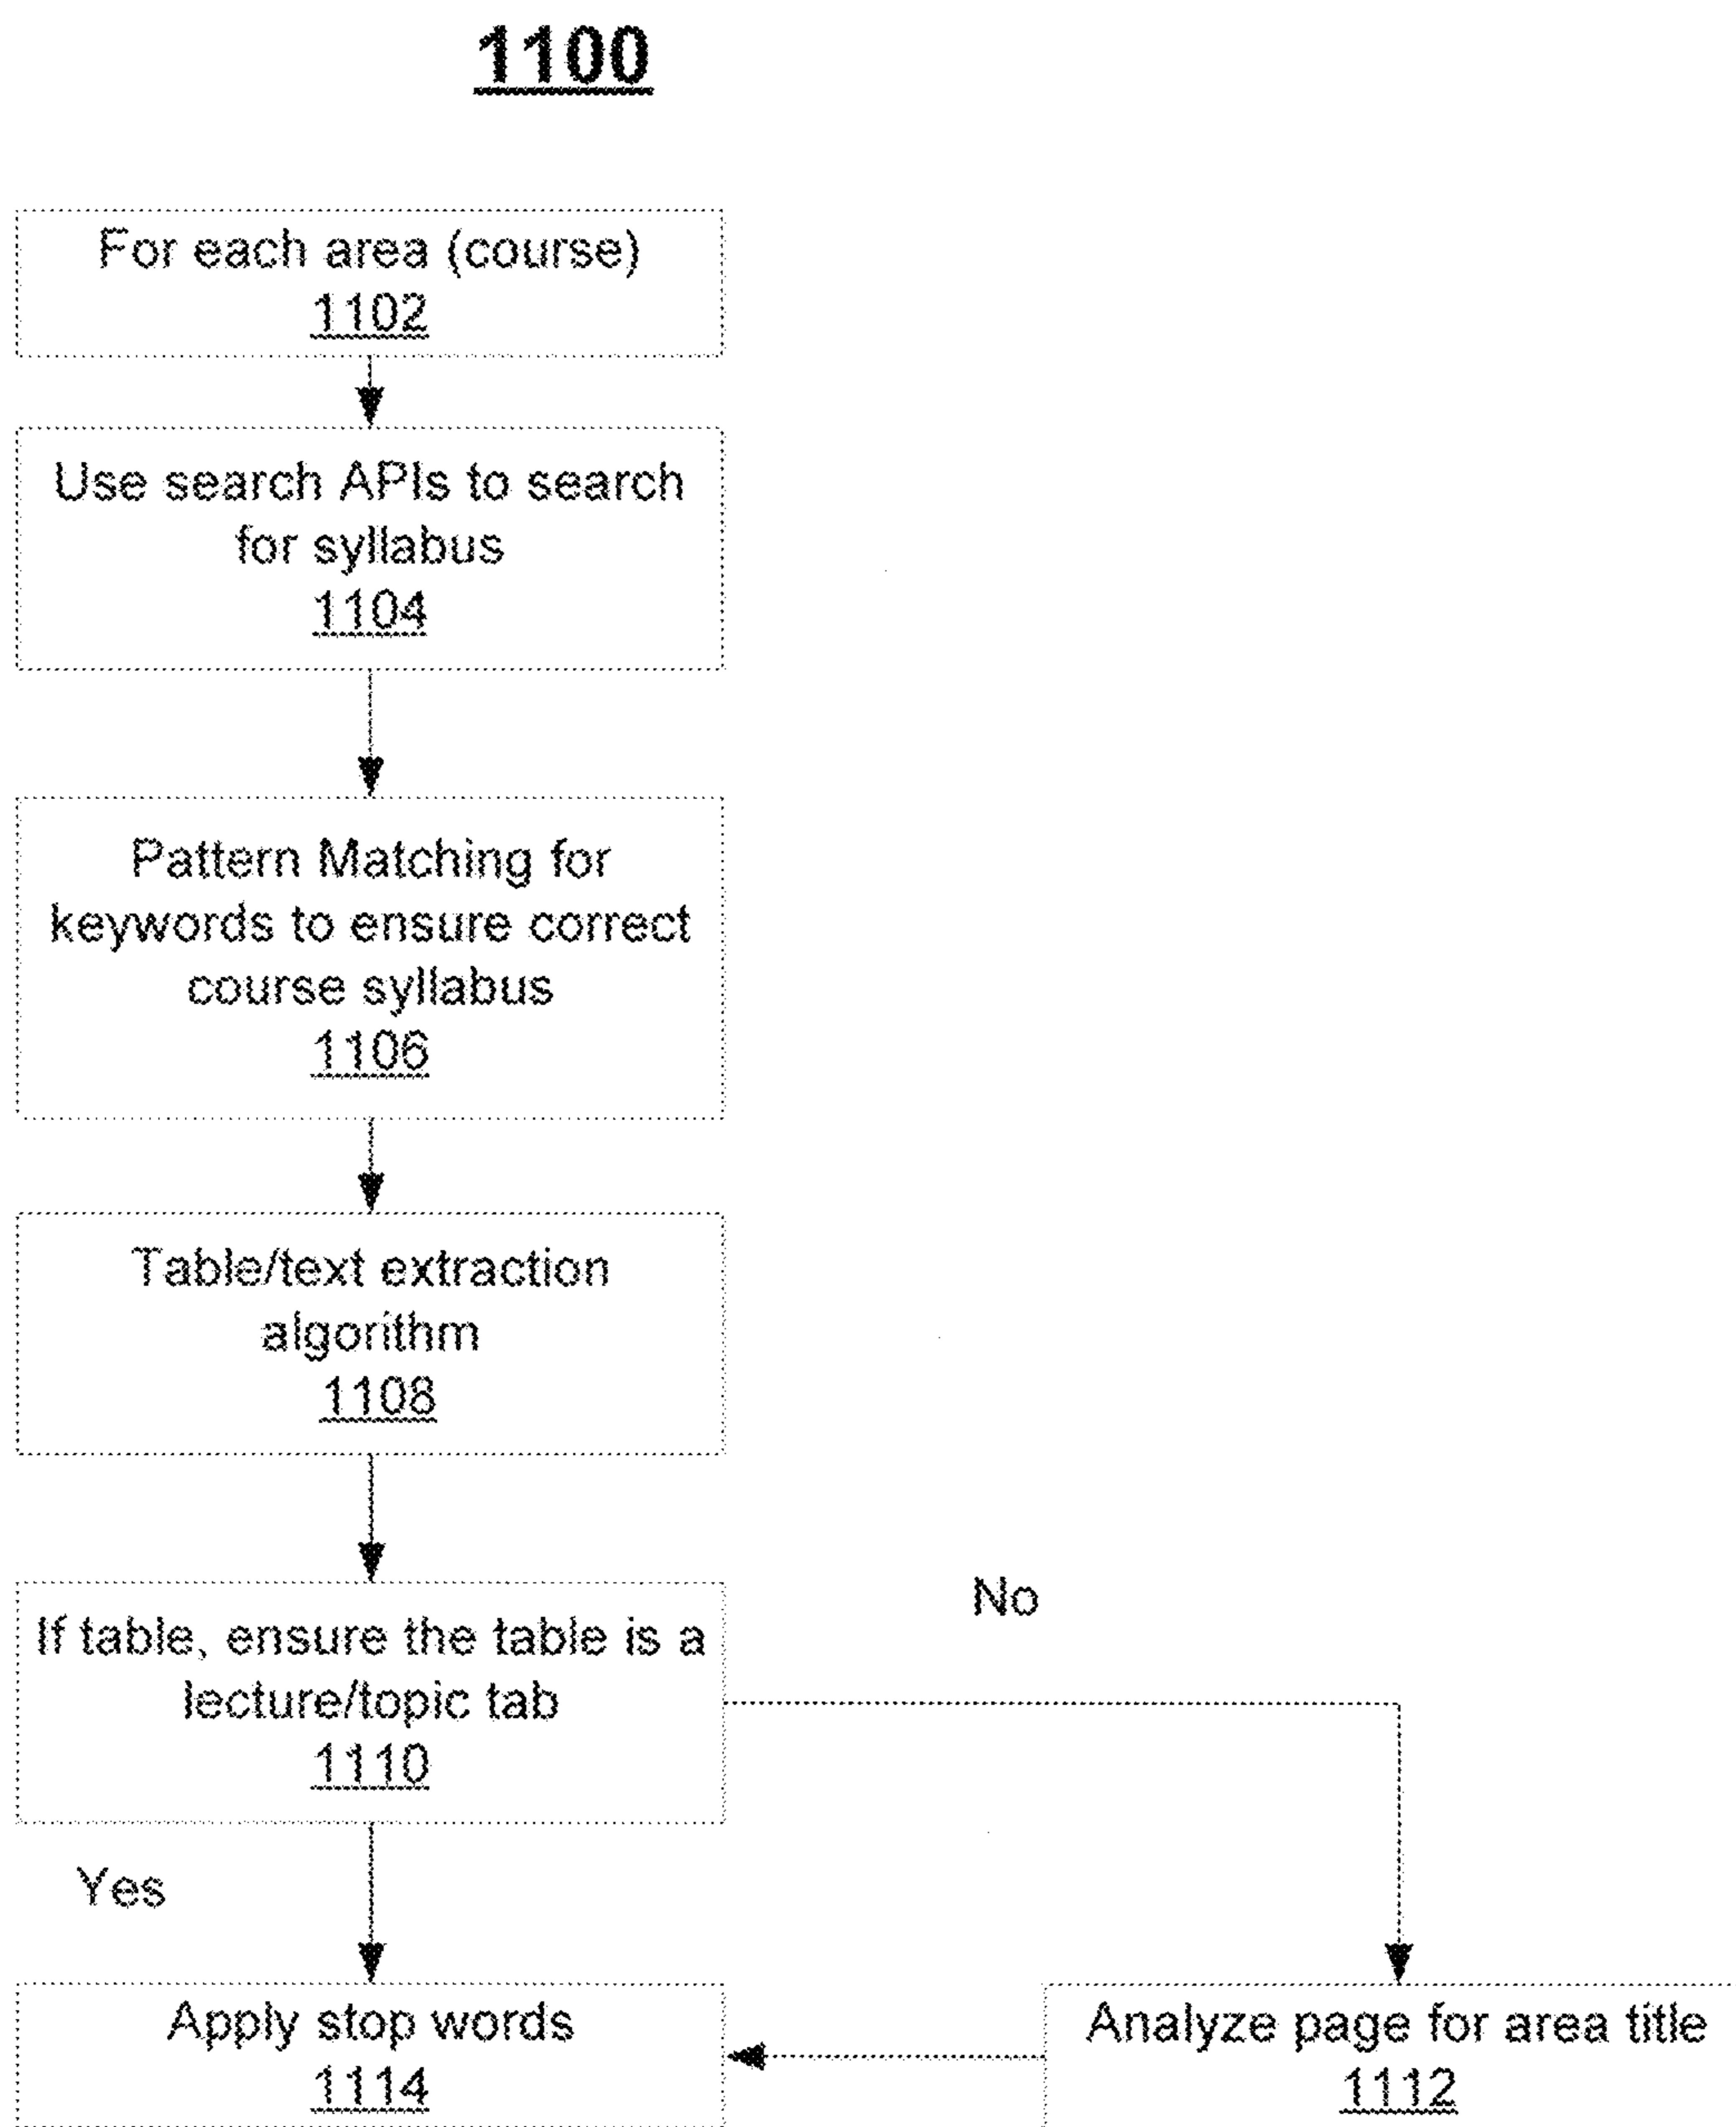 1100
For each area (course)
1102
Use search APIs to search
for syllabus
1104
Pattern Matching for
keywords to ensure correct
course syllabus
1106
Table/text extraction
algorithm
1108
If table, ensure the table is a
lecture/topic tab
1110
No
Yes
Apply stop words
1114
Analyze page for area title
1112